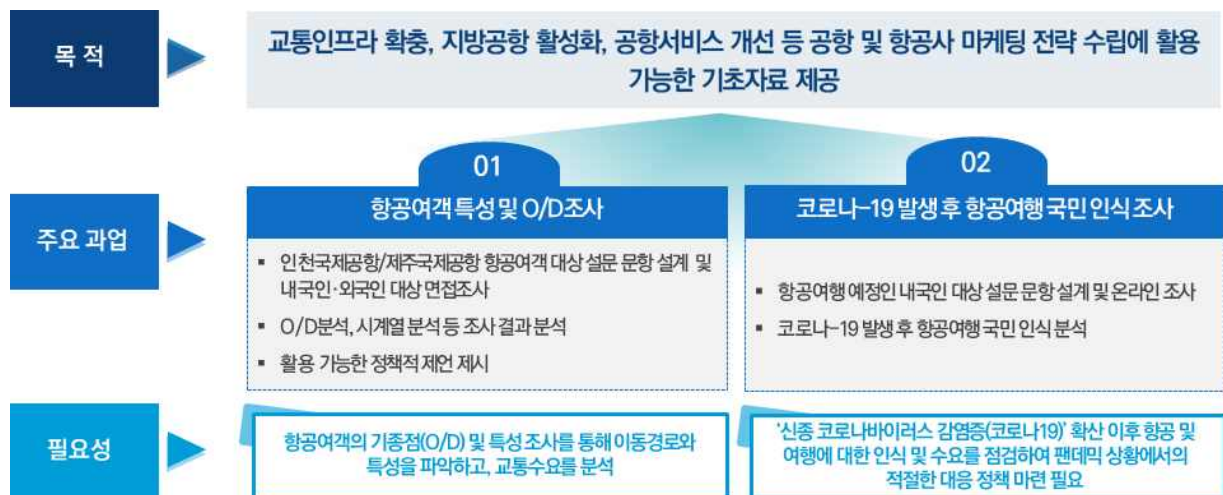 목 적
교통인프라 확충, 지방공항 활성화, 공항서비스 개선 등 공항 및 항공사 마케팅 전략 수립에 활용
가능한 기초자료 제공
주요 과업
01
항공여객 특성 및 O/D조사
▪ 인천국제공항/제주국제공항 항공여객 대상 설문 문항 설계 및
내국인·외국인 대상 면접조사
▪ O/D분석, 시계열 분석 등 조사 결과 분석
▪ 활용 가능한 정책적 제언 제시
02
코로나-19 발생 후 항공여행 국민 인식 조사
▪ 항공여행 예정인 내국인 대상 설문 문항 설계 및 온라인 조사
▪ 코로나-19 발생 후 항공여행 국민 인식 분석
필요성
항공여객의 기종점(O/D) 및 특성 조사를 통해 이동경로와
특성을 파악하고, 교통수요를 분석
'신종 코로나바이러스 감염증(코로나19)' 확산 이후 항공 및
여행에 대한 인식 및 수요를 점검하여 팬데믹 상황에서의
적절한 대응 정책 마련 필요